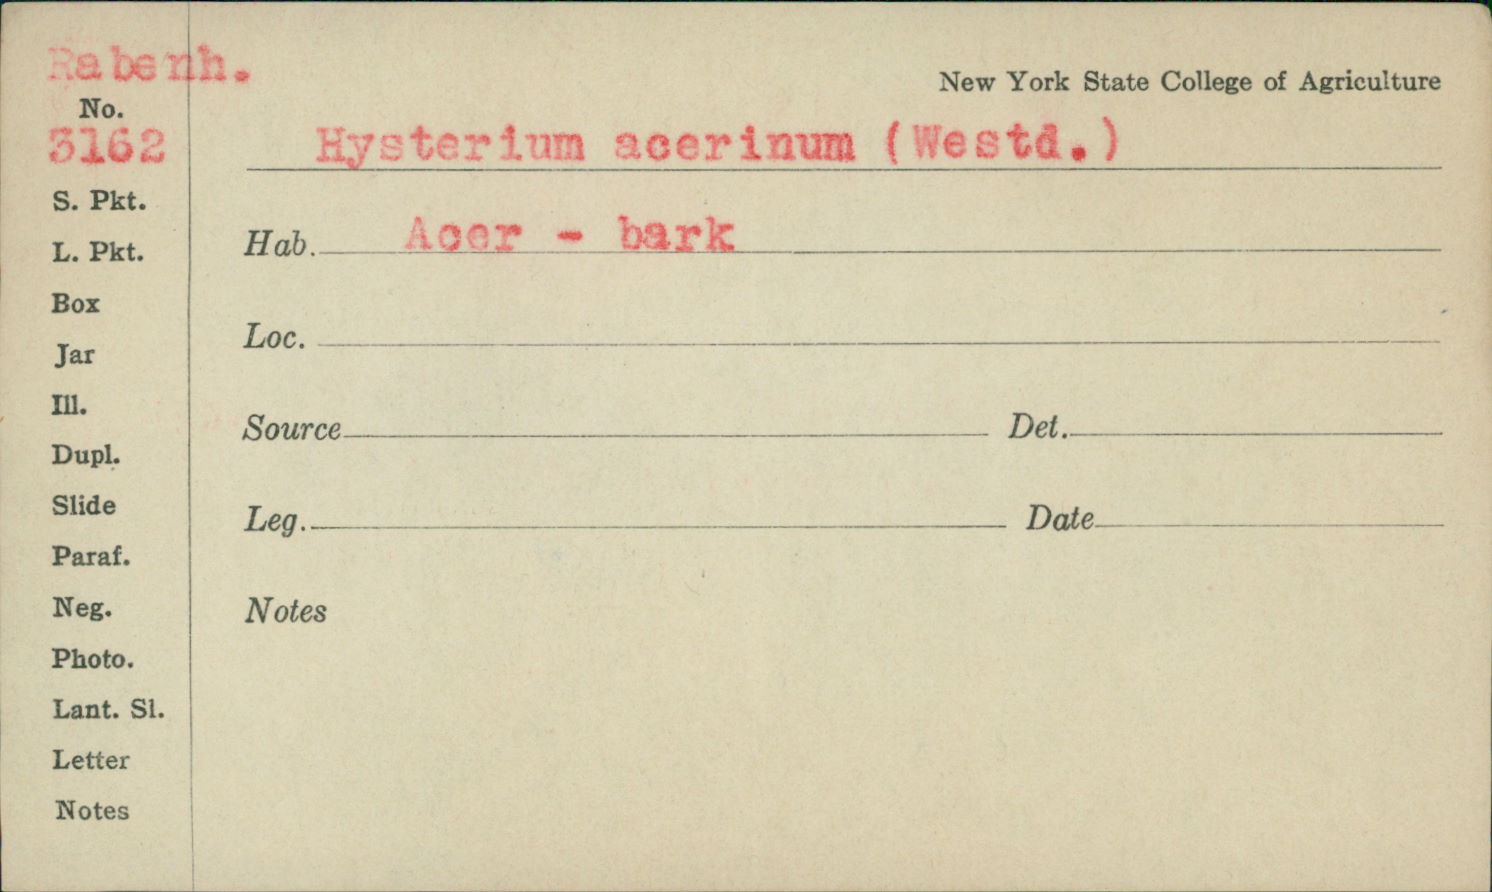 Rabenh.
New York State College of Agriculture
No.
3162
Hysterium acerinum (Westd.)
S. Pkt.
Hab. Acer - bark
L. Pkt.
Box
Loc.
Jar
Ill.
Source Det.
Dupl.
Slide
Leg. Date
Paraf.
Neg.
Notes
Photo.
Lant. Sl.
Letter
Notes